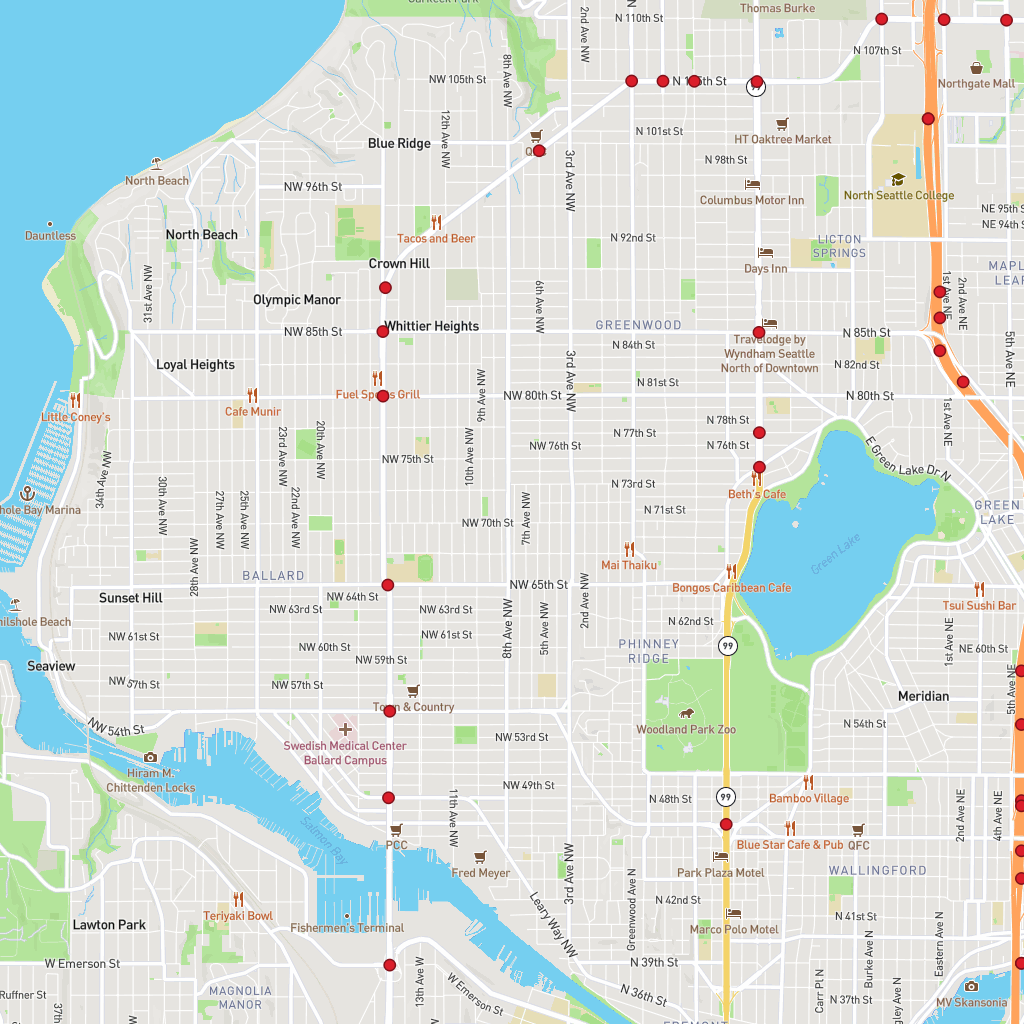 Carkeek Park
Thomas Burke
N 110th St
2nd Ave NW
N 107th St
8th Ave NW
NW 105th St
99
Northgate Mall
12th Ave NW
N 101st St
HT Oaktree Market
Blue Ridge
3rd Ave NW
N 98th St
North Beach
NW 96th St
Columbus Motor Inn
North Seattle College
NE 95th S
NE 94th S
Dauntless
North Beach
Tacos and Beer
N 92nd St
LICTON
SPRINGS
Crown Hill
Days Inn
31st Ave NW
1st Ave NE
2nd Ave NE
Olympic Manor
6th Ave NW
NW 85th St
Whittier Heights
GREENWOOD
N 85th St
N 84th St
Travelodge by
Wyndham Seattle
North of Downtown
5th Ave NE
Loyal Heights
N 82nd St
3rd Ave NW
N 81st St
9th Ave NW
Little Coney's
Cafe Munir
NW 80th St
N 80th St
1st Ave NE
N 78th St
23rd Ave NW
20th Ave NW
N 77th St
NW 76th St
N 76th St
10th Ave NW
NW 75th St
E Green Lake Dr N
34th Ave NW
30th Ave NW
N 73rd St
Beth's Cafe
27th Ave NW
25th Ave NW
22nd Ave NW
7th Ave NW
N 71st St
GREEN
LAKE
NW 70th St
28th Ave NW
Green Lake
Mai Thaiku
BALLARD
NW 65th St
Bongos Caribbean Cafe
Sunset Hill
NW 64th St
2nd Ave NW
Tsui Sushi Bar
NW 63rd St
NW 63rd St
8th Ave NW
5th Ave NW
N 62nd St
NW 61st St
NW 61st St
1st Ave NE
NW 60th St
PHINNEY
RIDGE
99
NE 60th St
NW 59th St
Seaview
NW 57th St
NW 57th St
5th Ave NE
Meridian
Town & Country
NW 54th St
N 54th St
Woodland Park Zoo
NW 53rd St
Swedish Medical Center
Ballard Campus
Hiram M.
Chittenden Locks
NW 49th St
99
N 48th St
Bamboo Village
11th Ave NW
2nd Ave NE
4th Ave NE
Salmon Bay
PCC
Blue Star Cafe & Pub
QFC
Fred Meyer
3rd Ave NW
Park Plaza Motel
WALLINGFORD
Greenwood Ave N
Leary Way NW
N 42nd St
Teriyaki Bowl
N 41st St
Eastern Ave N
Lawton Park
Fishermen's Terminal
Marco Polo Motel
Burke Ave N
W Emerson St
N 39th St
13th Ave W
Carr Pl N
W Emerson St
N 36th St
MAGNOLIA
MANOR
N 37th St
MV Skansonia
Ruffner St
FREMONT